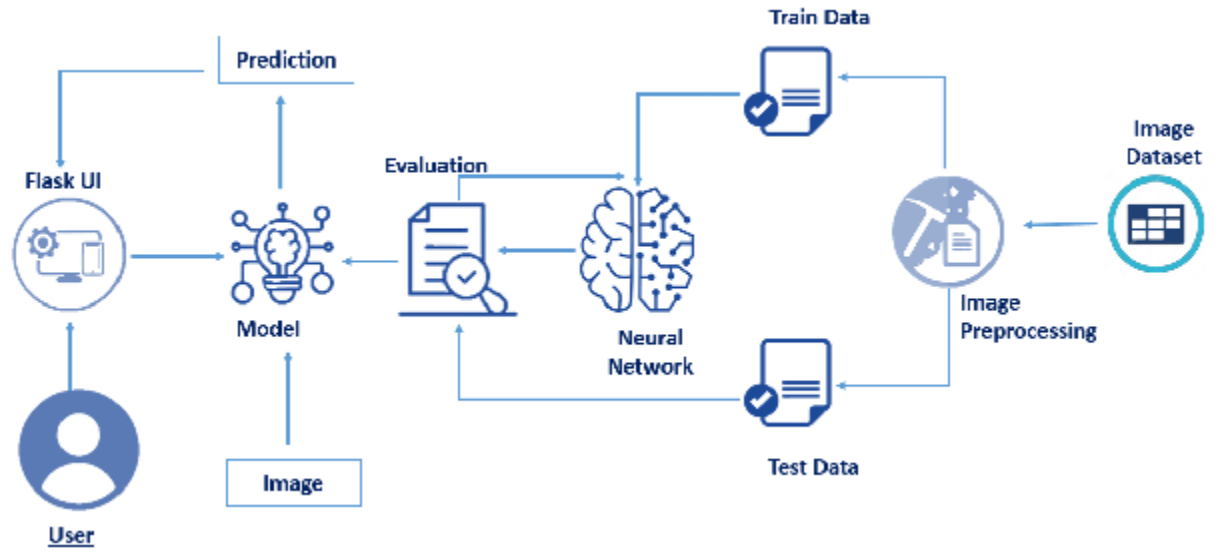 Train Data
Prediction
Image
Dataset
Evaluation
Flask UI
Model
Image
Preprocessing
Neural
Network
Test Data
Image
User